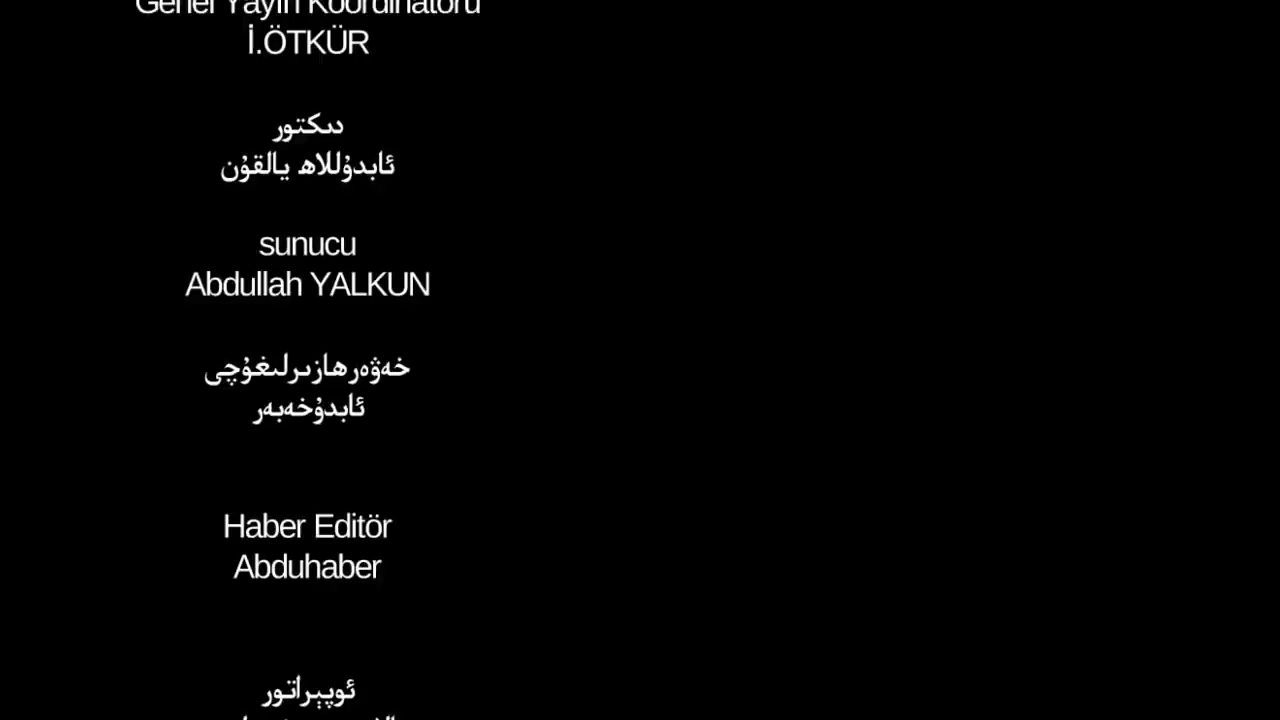 Genel Yayın Koordinatörü
İ.ÖTKÜR
دىكتور
ئابدۇللاھ يالقۇن
sunucu
Abdullah YALKUN
خەۋەرھازىرلىغۇچى
ئابدۇخەبەر
Haber Editör
Abduhaber
ئوپېراتور